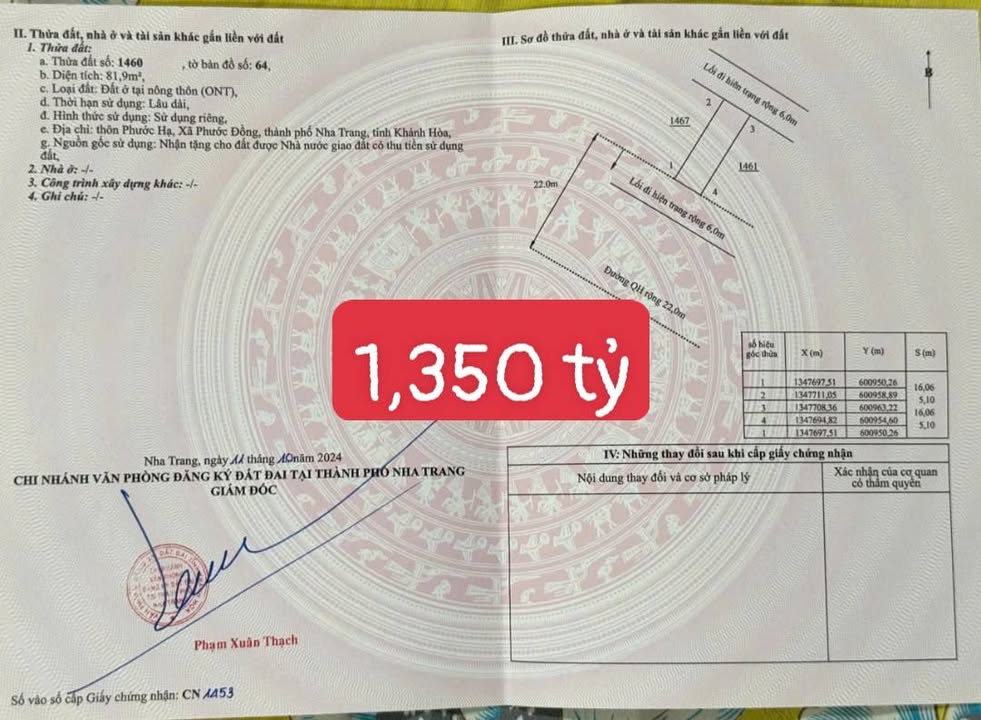 II. Thửa đất, nhà ở và tài sản khác gắn liền với đất
1. Thửa đất:
a. Thửa đất số: 1460 , tờ bản đồ số: 64,
b. Diện tích: 81,9m²,
c. Loại đất: Đất ở tại nông thôn (ONT),
d. Thời hạn sử dụng: Lâu dài,
đ. Hình thức sử dụng: Sử dụng riêng,
e. Địa chỉ: thôn Phước Hạ, Xã Phước Đồng, thành phố Nha Trang, tỉnh Khánh Hòa,
g. Nguồn gốc sử dụng: Nhận tặng cho đất được Nhà nước giao đất có thu tiền sử dụng
đất,
2. Nhà ở: -/-
3. Công trình xây dựng khác: -/-
4. Ghi chú: -/-
III. Sơ đồ thửa đất, nhà ở và tài sản khác gắn liền với đất
B
Lối đi hiện trạng rộng 6,0m
2
1467
3
1
1461
22.0m
4
Lối đi hiện trạng rộng 6,0m
Đường QH rộng 22,0m
1,350 tỷ
số hiệu
góc thửa
X (m)
Y (m)
S (m)
1 1347697,51 600950,26
16,06
2 1347711,05 600958,89
5,10
3 1347708,36 600963,22
16,06
4 1347694,82 600954,60
5,10
1 1347697,51 600950,26
Nha Trang, ngày 11 tháng 10 năm 2024
CHI NHÁNH VĂN PHÒNG ĐĂNG KÝ ĐẤT ĐAI TẠI THÀNH PHỐ NHA TRANG
GIÁM ĐỐC
Phạm Xuân Thạch
Số vào sổ cấp Giấy chứng nhận: CN 1153
IV: Những thay đổi sau khi cấp giấy chứng nhận
Nội dung thay đổi và cơ sở pháp lý
Xác nhận của cơ quan
có thẩm quyền